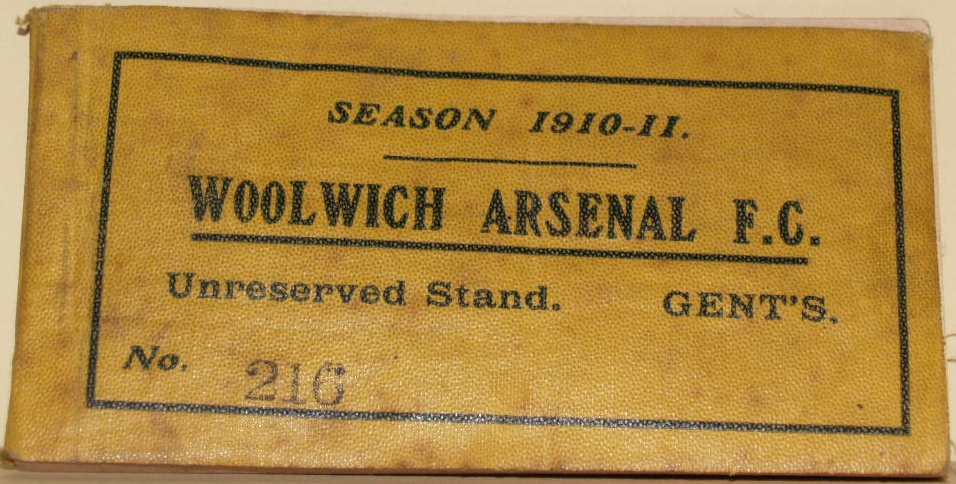 SEASON 1910-11.
WOOLWICH ARSENAL F.C.
Unreserved Stand. GENT'S.
No. 216